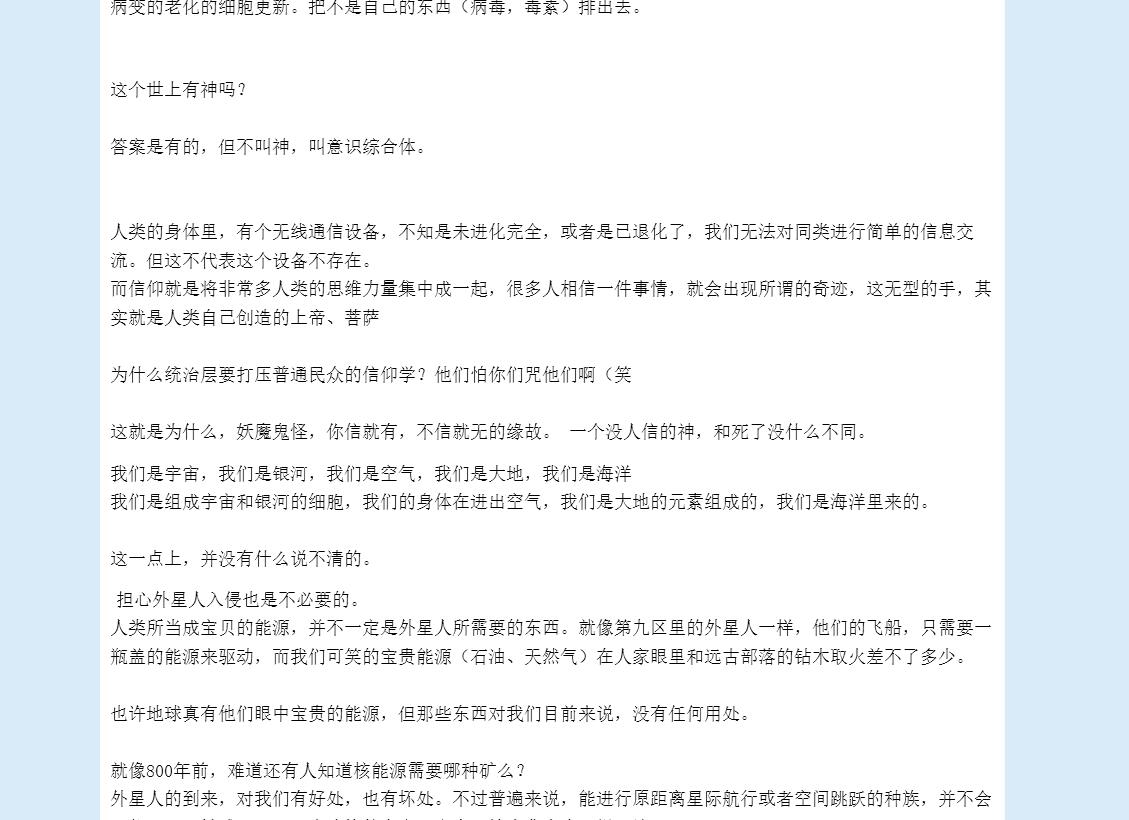 病变的老化的细胞更新。把不是自己的东西（病毒，毒素）排出去。
这个世上有神吗？
答案是有的，但不叫神，叫意识综合体。
人类的身体里，有个无线通信设备，不知是未进化完全，或者是已退化了，我们无法对同类进行简单的信息交
流。但这不代表这个设备不存在。
而信仰就是将非常多人类的思维力量集中成一起，很多人相信一件事情，就会出现所谓的奇迹，这无型的手，其
实就是人类自己创造的上帝、菩萨
为什么统治层要打压普通民众的信仰学？他们怕你们咒他们啊（笑
这就是为什么，妖魔鬼怪，你信就有，不信就无的缘故。 一个没人信的神，和死了没什么不同。
我们是宇宙，我们是银河，我们是空气，我们是大地，我们是海洋
我们是组成宇宙和银河的细胞，我们的身体在进出空气，我们是大地的元素组成的，我们是海洋里来的。
这一点上，并没有什么说不清的。
担心外星人入侵也是不必要的。
人类所当成宝贝的能源，并不一定是外星人所需要的东西。就像第九区里的外星人一样，他们的飞船，只需要一
瓶盖的能源来驱动，而我们可笑的宝贵能源（石油、天然气）在人家眼里和远古部落的钻木取火差不了多少。
也许地球真有他们眼中宝贵的能源，但那些东西对我们目前来说，没有任何用处。
就像800年前，难道还有人知道核能源需要哪种矿么？
外星人的到来，对我们有好处，也有坏处。不过普遍来说，能进行原距离星际航行或者空间跳跃的种族，并不会